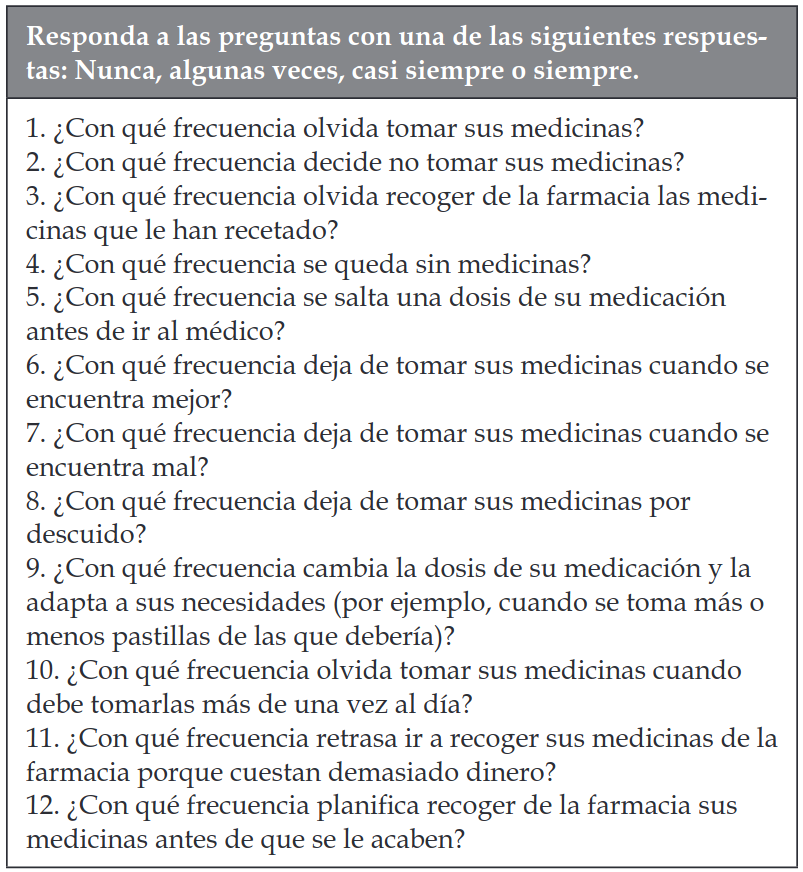 Responda a las preguntas con una de las siguientes respues-
tas: Nunca, algunas veces, casi siempre o siempre.
1. ¿Con qué frecuencia olvida tomar sus medicinas?
2. ¿Con qué frecuencia decide no tomar sus medicinas?
3. ¿Con qué frecuencia olvida recoger de la farmacia las medi-
cinas que le han recetado?
4. ¿Con qué frecuencia se queda sin medicinas?
5. ¿Con qué frecuencia se salta una dosis de su medicación
antes de ir al médico?
6. ¿Con qué frecuencia deja de tomar sus medicinas cuando se
encuentra mejor?
7. ¿Con qué frecuencia deja de tomar sus medicinas cuando se
encuentra mal?
8. ¿Con qué frecuencia deja de tomar sus medicinas por
descuido?
9. ¿Con qué frecuencia cambia la dosis de su medicación y la
adapta a sus necesidades (por ejemplo, cuando se toma más o
menos pastillas de las que debería)?
10. ¿Con qué frecuencia olvida tomar sus medicinas cuando
debe tomarlas más de una vez al día?
11. ¿Con qué frecuencia retrasa ir a recoger sus medicinas de la
farmacia porque cuestan demasiado dinero?
12. ¿Con qué frecuencia planifica recoger de la farmacia sus
medicinas antes de que se le acaben?